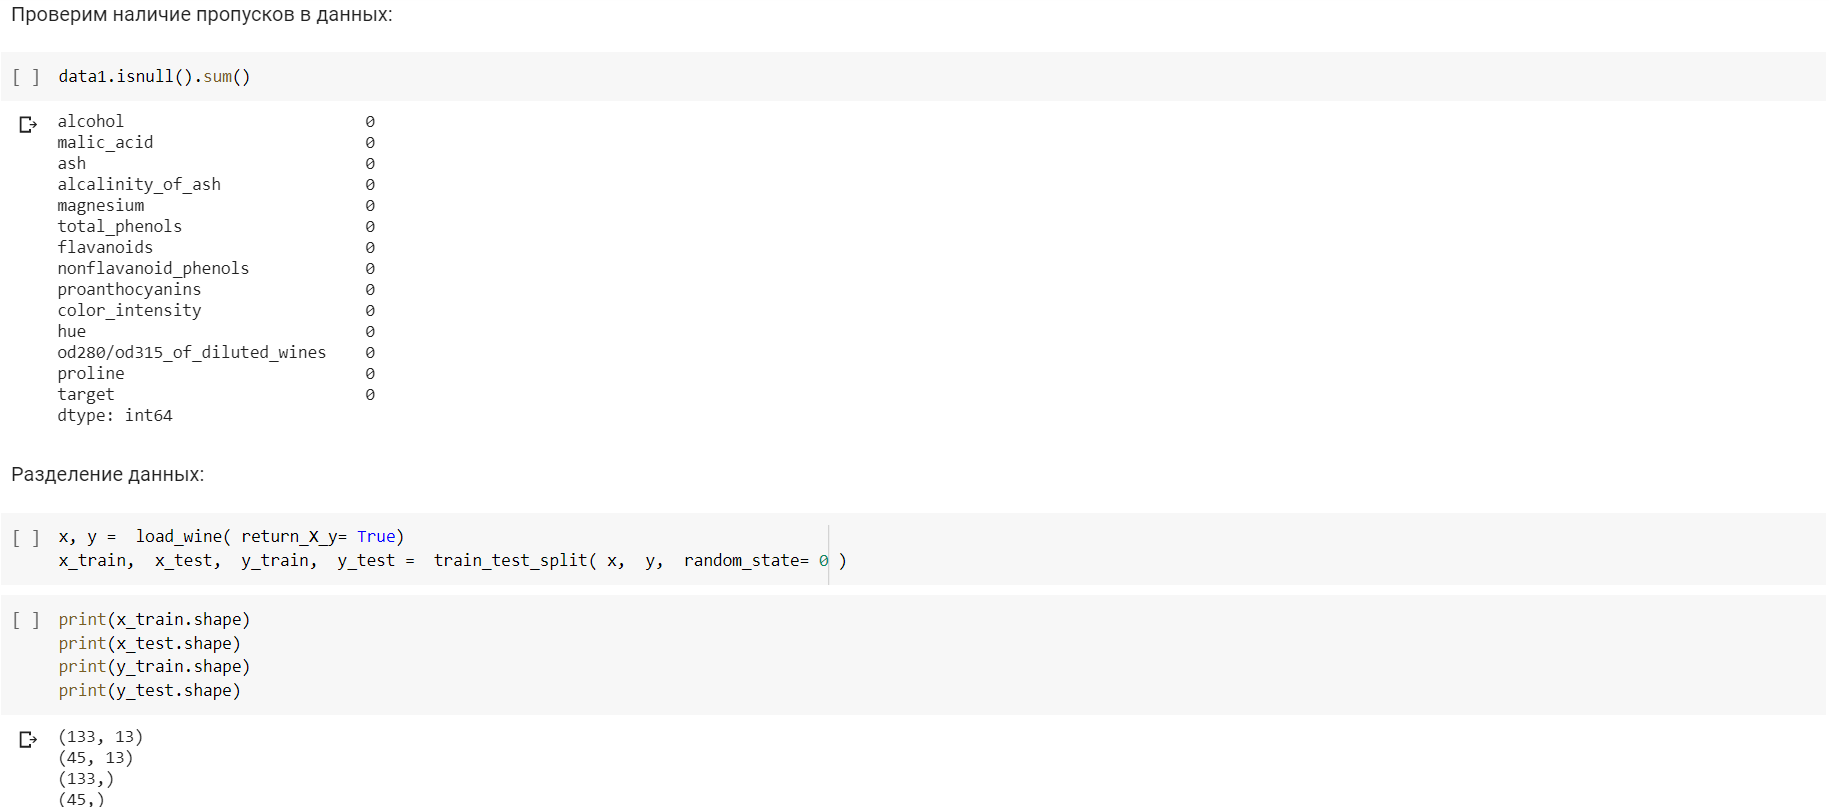 Проверим наличие пропусков в данных:
[ ] data1.isnull().sum()
alcohol 0
malic_acid 0
ash 0
alcalinity_of_ash 0
magnesium 0
total_phenols 0
flavanoids 0
nonflavanoid_phenols 0
proanthocyanins 0
color_intensity 0
hue 0
od280/od315_of_diluted_wines 0
proline 0
target 0
dtype: int64
Разделение данных:
[ ] x, y =  load_wine( return_X_y= True)
x_train,  x_test,  y_train,  y_test =  train_test_split( x,  y,  random_state= 0 )
[ ] print(x_train.shape)
print(x_test.shape)
print(y_train.shape)
print(y_test.shape)
(133, 13)
(45, 13)
(133,)
(45,)